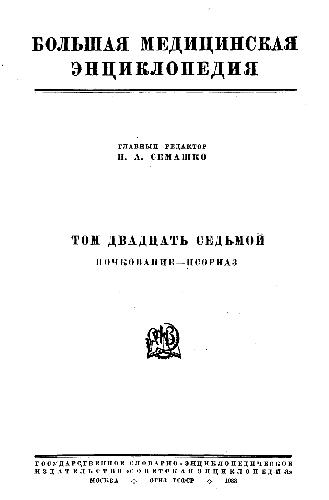 БОЛЬШАЯ МЕДИЦИНСКАЯ
ЭНЦИКЛОПЕДИЯ
ГЛАВНЫЙ РЕДАКТОР
Н. А. СЕМАШКО
ТОМ ДВАДЦАТЬ СЕДЬМОЙ
ПОЧКОВАНИЕ—ПСОРИАЗ
ГОСУДАРСТВЕННОЕ СЛОВАРНО-ЭНЦИКЛОПЕДИЧЕСКОЕ
ИЗДАТЕЛЬСТВО «СОВЕТСКАЯ ЭНЦИКЛОПЕДИЯ»
МОСКВА ✧ ОГИЗ РСФСР ✧